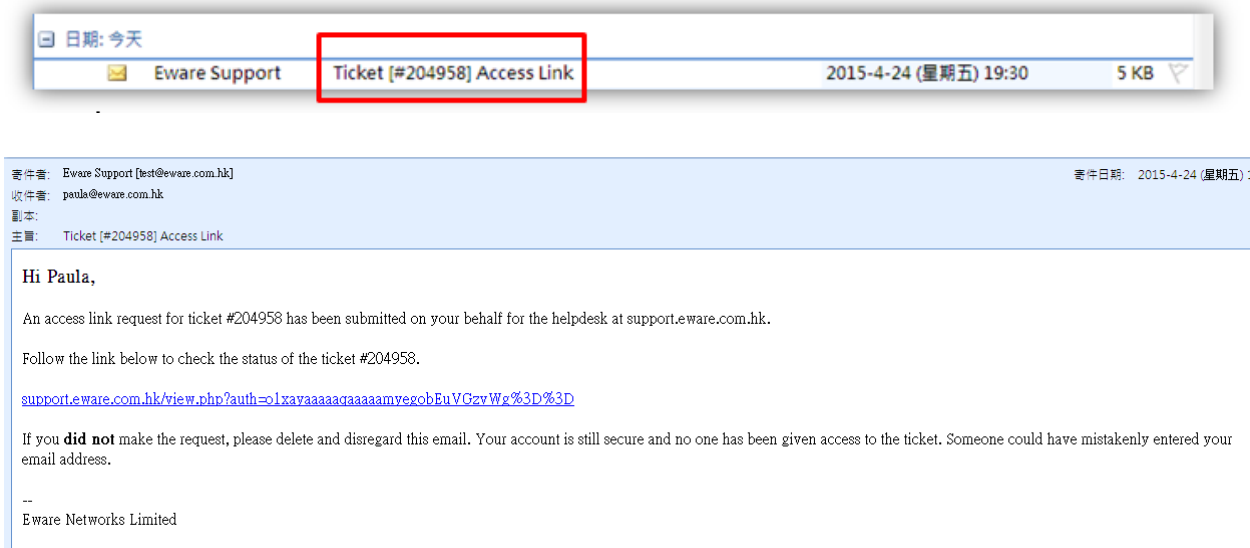 日期: 今天
Eware Support Ticket [#204958] Access Link 2015-4-24 (星期五) 19:30 5 KB
寄件者: Eware Support [test@eware.com.hk] 寄件日期: 2015-4-24 (星期五)
收件者: paula@eware.com.hk
副本:
主旨: Ticket [#204958] Access Link
Hi Paula,
An access link request for ticket #204958 has been submitted on your behalf for the helpdesk at support.eware.com.hk.
Follow the link below to check the status of the ticket #204958.
support.eware.com.hk/view.php?auth=o1xayaaaaaqaaaaamyegobEuVGzvWg%3D%3D
If you did not make the request, please delete and disregard this email. Your account is still secure and no one has been given access to the ticket. Someone could have mistakenly entered your
email address.
--
Eware Networks Limited